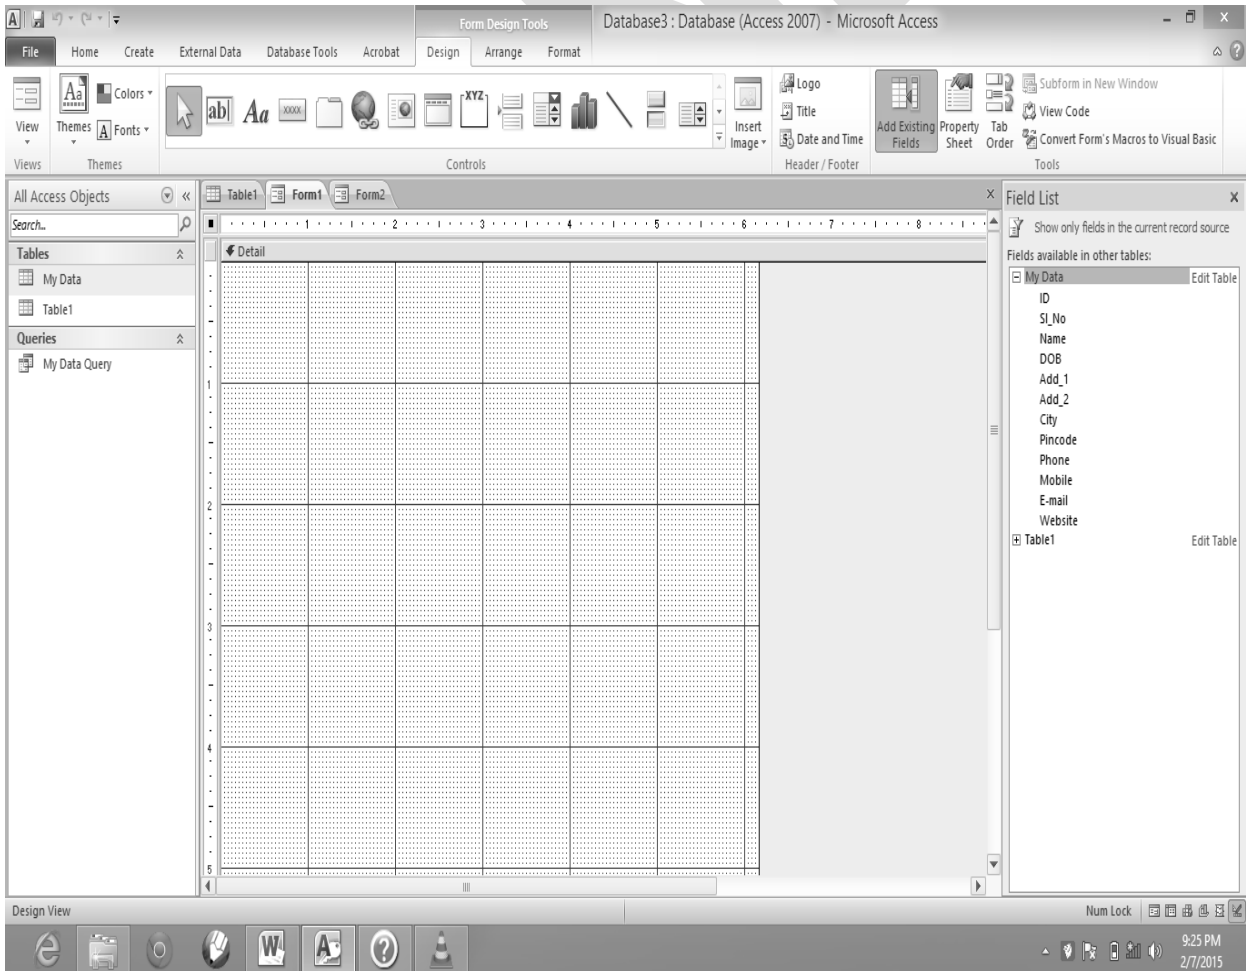 Form Design Tools
Database3 : Database (Access 2007) - Microsoft Access
File Home Create External Data Database Tools Acrobat Design Arrange Format
View
Views
Themes
Colors
Fonts
Themes
ab|
Aa
XXXX
XYZ
Insert
Image
Controls
Logo
Title
Date and Time
Header / Footer
Add Existing
Fields
Property
Sheet
Tab
Order
Subform in New Window
View Code
Convert Form's Macros to Visual Basic
Tools
All Access Objects
Search...
Tables
My Data
Table1
Queries
My Data Query
Table1 Form1 Form2
1 2 3 4 5 6 7 8
Detail
1
2
3
4
5
Field List
Show only fields in the current record source
Fields available in other tables:
My Data Edit Table
ID
SI_No
Name
DOB
Add_1
Add_2
City
Pincode
Phone
Mobile
E-mail
Website
Table1 Edit Table
Design View
Num Lock
9:25 PM
2/7/2015